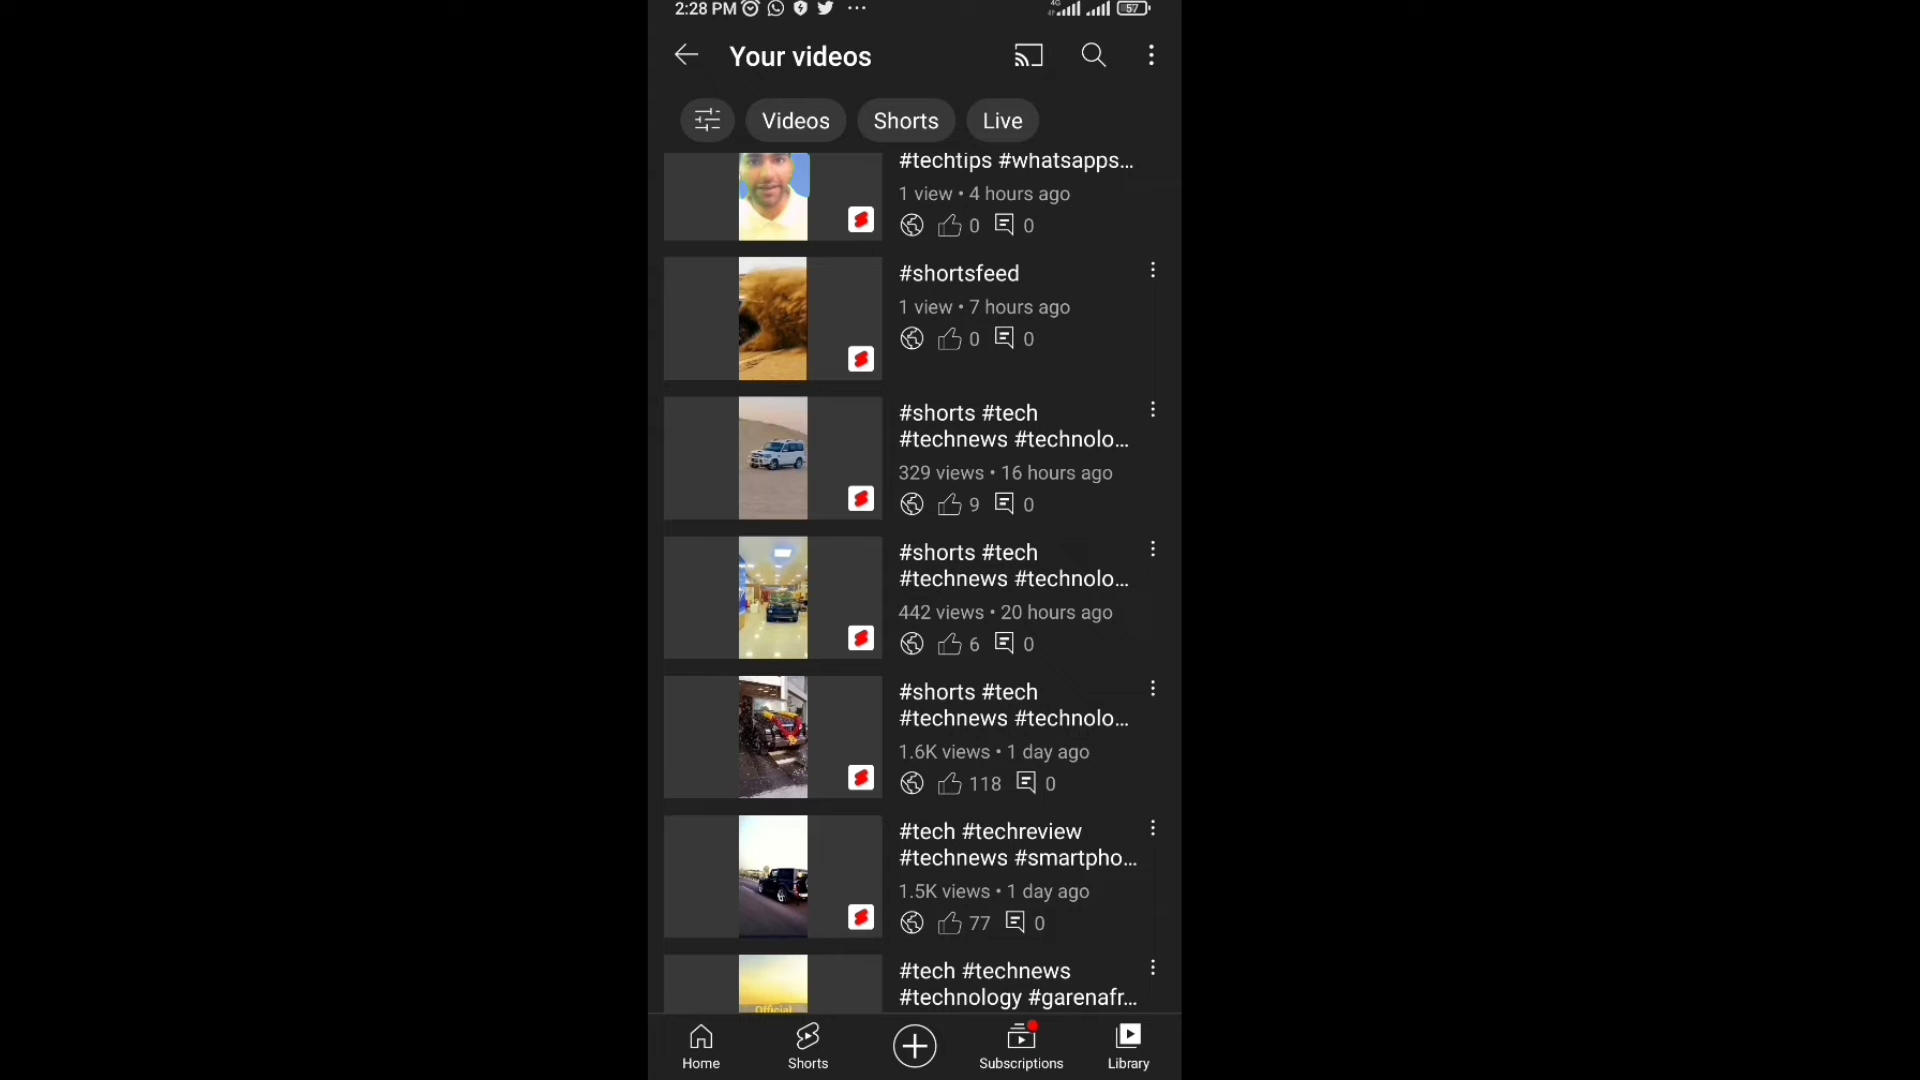 2:28 PM
4G
57
Your videos
Videos
Shorts
Live
#techtips #whatsapps...
1 view • 4 hours ago
0
0
#shortsfeed
1 view • 7 hours ago
0
0
#shorts #tech
#technews #technolo...
329 views • 16 hours ago
9
0
#shorts #tech
#technews #technolo...
442 views • 20 hours ago
6
0
#shorts #tech
#technews #technolo...
1.6K views • 1 day ago
118
0
#tech #techreview
#technews #smartpho...
1.5K views • 1 day ago
77
0
Official
#tech #technews
#technology #garenafr...
Home
Shorts
Subscriptions
Library